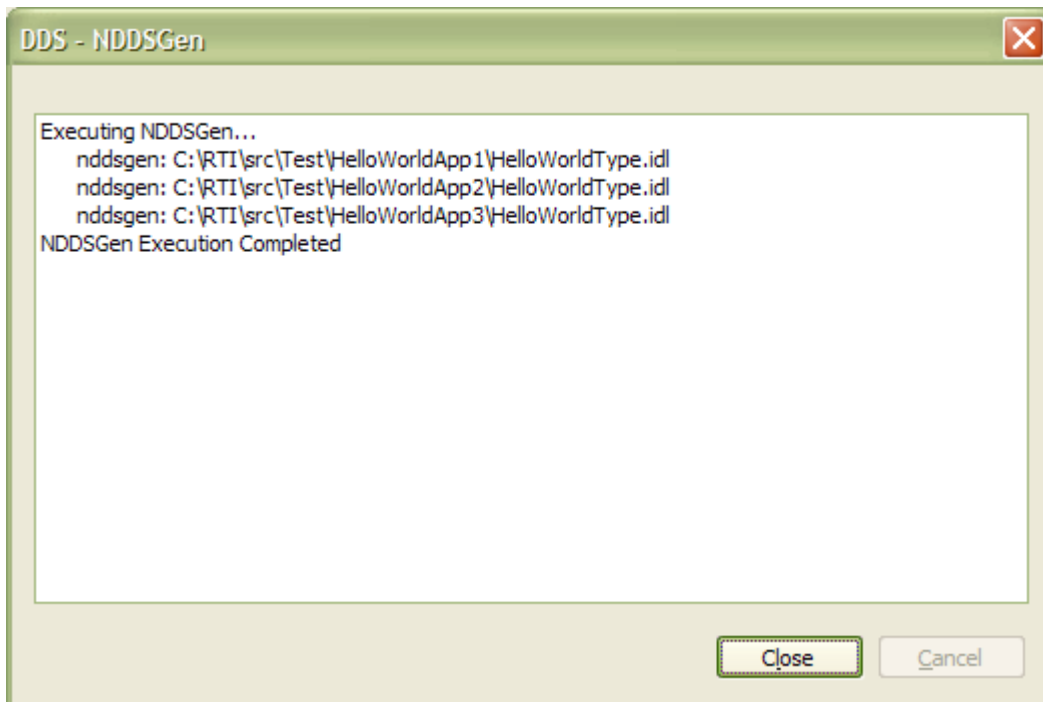 DDS - NDDSGen
Executing NDDSGen...
nddsgen: C:\RTI\src\Test\HelloWorldApp1\HelloWorldType.idl
nddsgen: C:\RTI\src\Test\HelloWorldApp2\HelloWorldType.idl
nddsgen: C:\RTI\src\Test\HelloWorldApp3\HelloWorldType.idl
NDDSGen Execution Completed
Close
Cancel